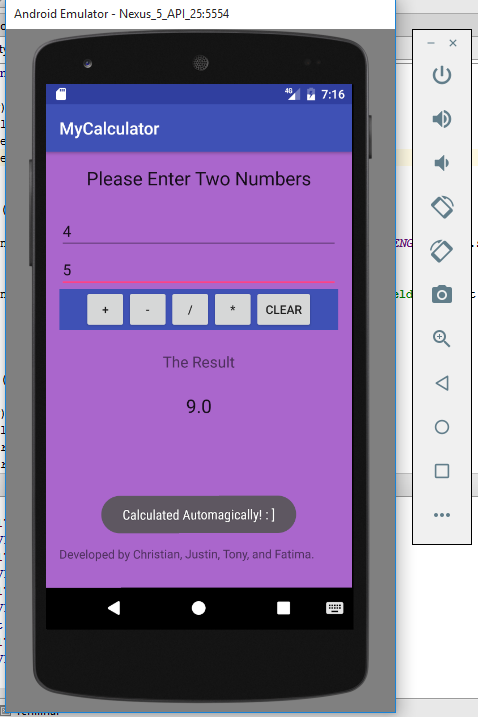 Android Emulator - Nexus_5_API_25:5554
4G 7:16
MyCalculator
Please Enter Two Numbers
4
5
+ - / * CLEAR
The Result
9.0
Calculated Automagically! : ]
Developed by Christian, Justin, Tony, and Fatima.
Terminal